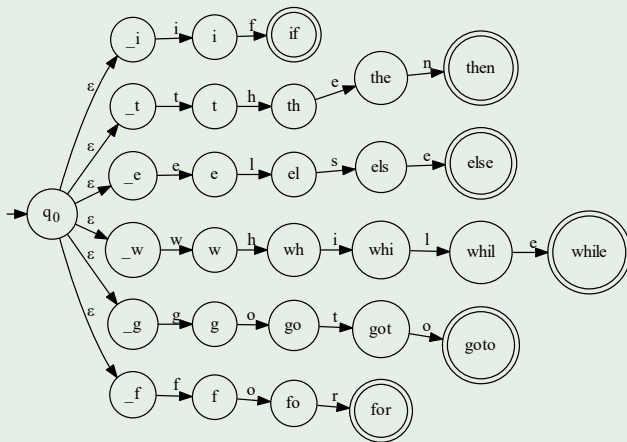 ε _i i i f if
ε _t t t h th e the n then
ε _e e e l el s els e else
q0
ε _w w w h wh i whi l whil e while
ε _g g g o go t got o goto
ε _f f f o fo r for